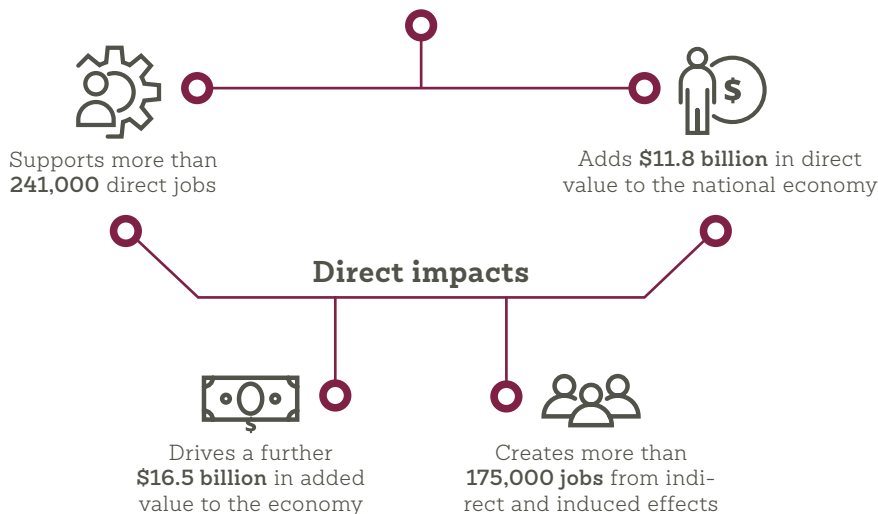 $
Supports more than
241,000 direct jobs
Adds $11.8 billion in direct
value to the national economy
Direct impacts
$
Drives a further
$16.5 billion in added
value to the economy
Creates more than
175,000 jobs from indi-
rect and induced effects